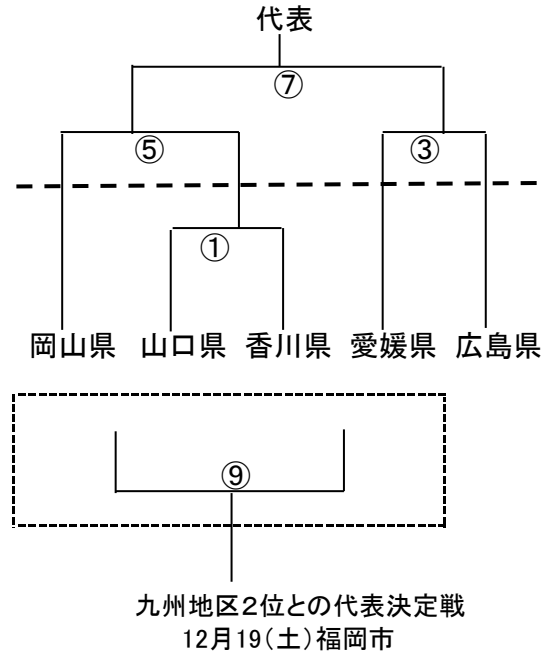 代表
⑦
⑤ ③
①
岡山県 山口県 香川県 愛媛県 広島県
⑨
九州地区2位との代表決定戦
12月19(土)福岡市